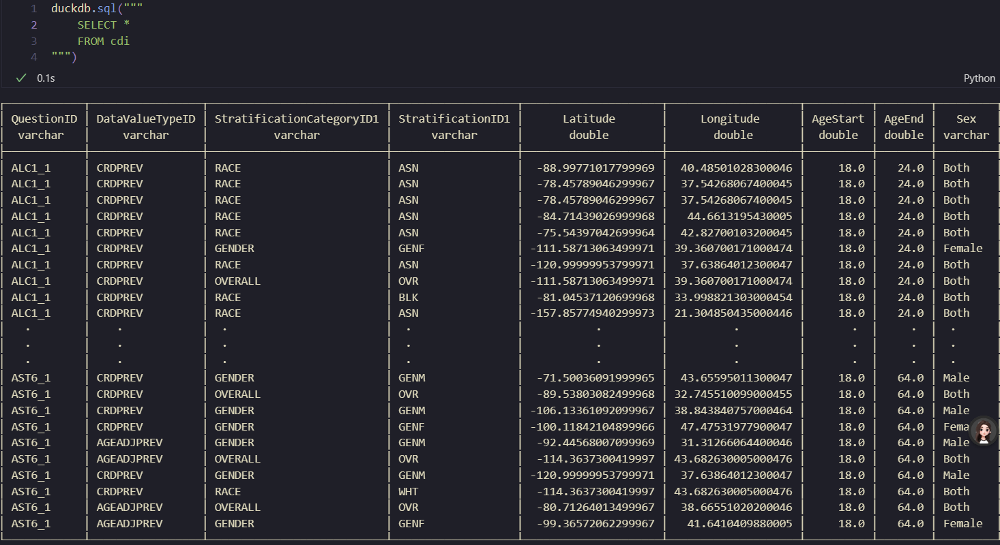 1 duckdb.sql("""
2 SELECT *
3 FROM cdi
4 """)
0.1s
Python
QuestionID DataValueTypeID StratificationCategoryID1 StratificationID1 Latitude Longitude AgeStart AgeEnd Sex
varchar varchar varchar varchar double double double double varchar
ALC1_1 CRDPREV RACE ASN -88.99771017799969 40.48501028300046 18.0 24.0 Both
ALC1_1 CRDPREV RACE ASN -78.45789046299967 37.54268067400045 18.0 24.0 Both
ALC1_1 CRDPREV RACE ASN -78.45789046299967 37.54268067400045 18.0 24.0 Both
ALC1_1 CRDPREV RACE ASN -84.71439026999968 44.6613195430005 18.0 24.0 Both
ALC1_1 CRDPREV RACE ASN -75.54397042699964 42.82700103200045 18.0 24.0 Both
ALC1_1 CRDPREV GENDER GENF -111.58713063499971 39.360700171000474 18.0 24.0 Female
ALC1_1 CRDPREV RACE ASN -120.99999953799971 37.63864012300047 18.0 24.0 Both
ALC1_1 CRDPREV OVERALL OVR -111.58713063499971 39.360700171000474 18.0 24.0 Both
ALC1_1 CRDPREV RACE BLK -81.04537120699968 33.998821303000454 18.0 24.0 Both
ALC1_1 CRDPREV RACE ASN -157.85774940299973 21.304850435000446 18.0 24.0 Both
· · · · · · · · ·
· · · · · · · · ·
· · · · · · · · ·
AST6_1 CRDPREV GENDER GENM -71.50036091999965 43.65595011300047 18.0 64.0 Male
AST6_1 CRDPREV OVERALL OVR -89.53803082499968 32.745510099000455 18.0 64.0 Both
AST6_1 CRDPREV GENDER GENM -106.13361092099967 38.843840757000464 18.0 64.0 Male
AST6_1 CRDPREV GENDER GENF -100.11842104899966 47.47531977900047 18.0 64.0 Fema
AST6_1 AGEADJPREV GENDER GENM -92.44568007099969 31.31266064400046 18.0 64.0 Male
AST6_1 AGEADJPREV OVERALL OVR -114.3637300419997 43.682630005000476 18.0 64.0 Both
AST6_1 CRDPREV GENDER GENM -120.99999953799971 37.63864012300047 18.0 64.0 Male
AST6_1 CRDPREV RACE WHT -114.3637300419997 43.682630005000476 18.0 64.0 Both
AST6_1 AGEADJPREV OVERALL OVR -80.71264013499967 38.66551020200046 18.0 64.0 Both
AST6_1 AGEADJPREV GENDER GENF -99.36572062299967 41.6410409880005 18.0 64.0 Female